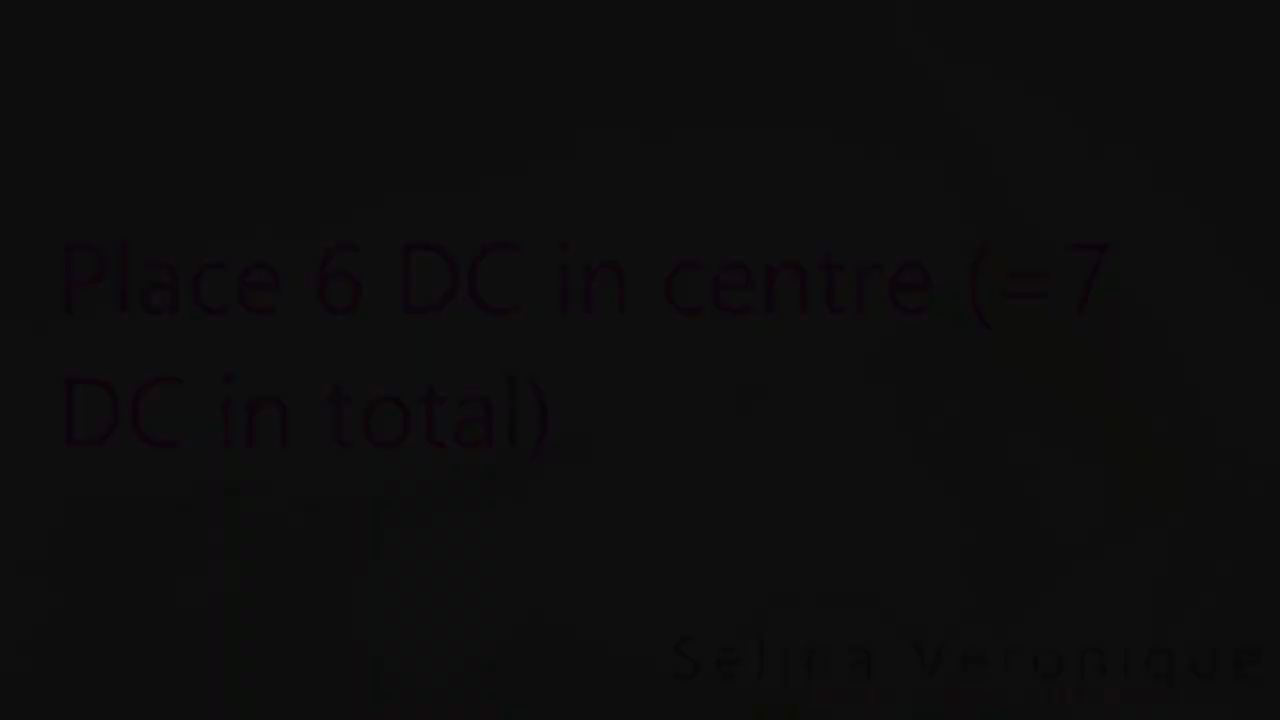 Place 6 DC in centre (=7
DC in total)
Selina Veronique